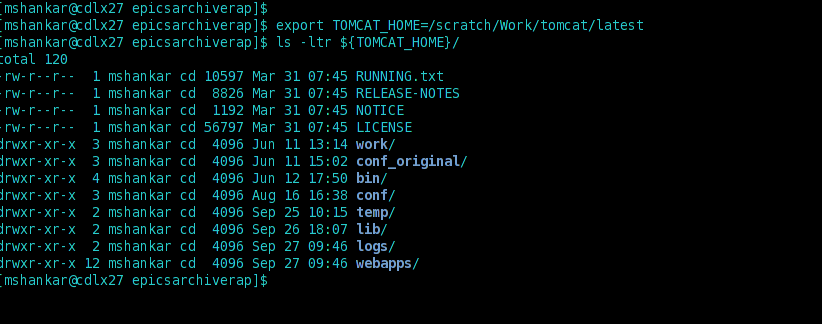 [mshankar@cdlx27 epicsarchiverap]$
[mshankar@cdlx27 epicsarchiverap]$ export TOMCAT_HOME=/scratch/Work/tomcat/latest
[mshankar@cdlx27 epicsarchiverap]$ ls -ltr ${TOMCAT_HOME}/
total 120
-rw-r--r--  1 mshankar cd 10597 Mar 31 07:45 RUNNING.txt
-rw-r--r--  1 mshankar cd  8826 Mar 31 07:45 RELEASE-NOTES
-rw-r--r--  1 mshankar cd  1192 Mar 31 07:45 NOTICE
-rw-r--r--  1 mshankar cd 56797 Mar 31 07:45 LICENSE
drwxr-xr-x  3 mshankar cd  4096 Jun 11 13:14 work/
drwxr-xr-x  3 mshankar cd  4096 Jun 11 15:02 conf_original/
drwxr-xr-x  4 mshankar cd  4096 Jun 12 17:50 bin/
drwxr-xr-x  3 mshankar cd  4096 Aug 16 16:38 conf/
drwxr-xr-x  2 mshankar cd  4096 Sep 25 10:15 temp/
drwxr-xr-x  2 mshankar cd  4096 Sep 26 18:07 lib/
drwxr-xr-x  2 mshankar cd  4096 Sep 27 09:46 logs/
drwxr-xr-x 12 mshankar cd  4096 Sep 27 09:46 webapps/
[mshankar@cdlx27 epicsarchiverap]$